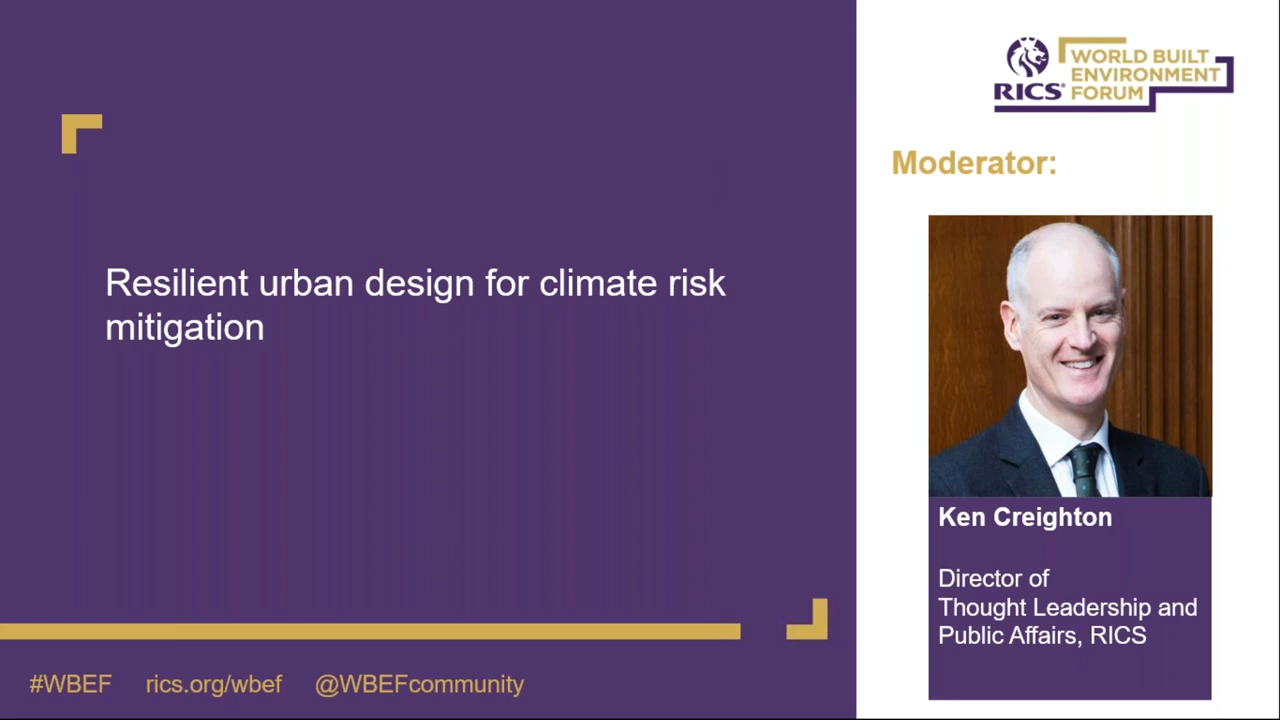 Resilient urban design for climate risk
mitigation
#WBEF rics.org/wbef @WBEFcommunity
RICS
WORLD BUILT
ENVIRONMENT
FORUM
Moderator:
Ken Creighton
Director of
Thought Leadership and
Public Affairs, RICS